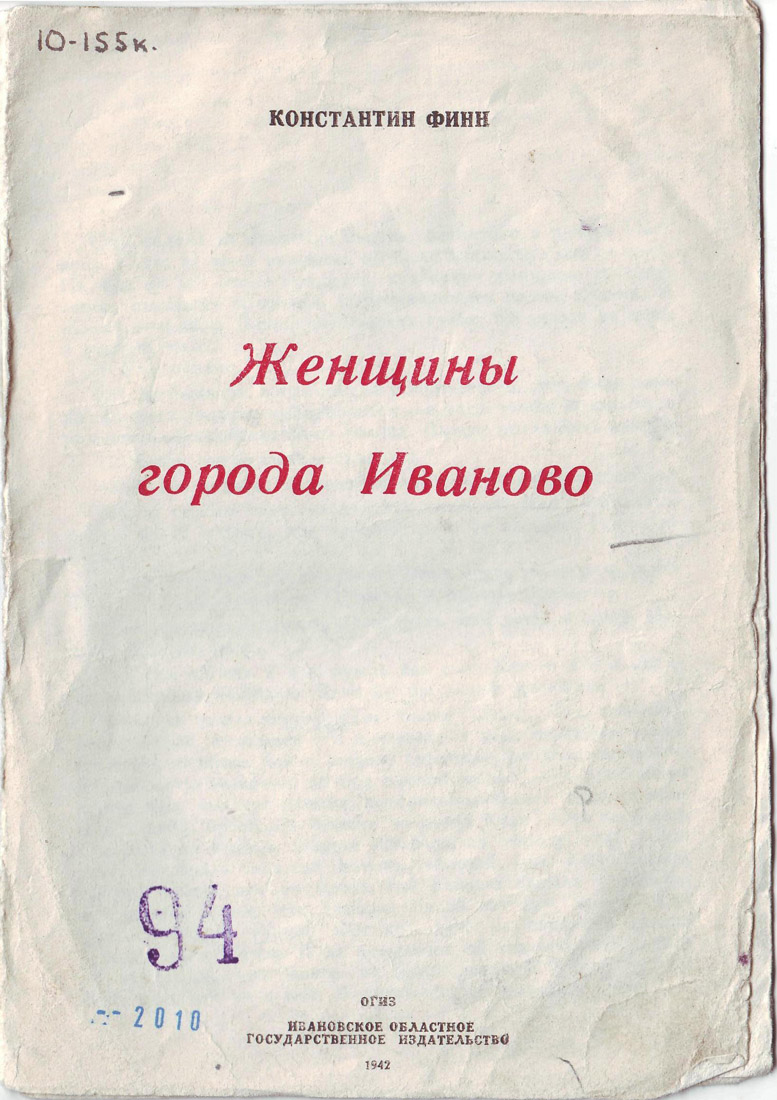 10-155к.
КОНСТАНТИН ФИНН
Женщины
города Иваново
94
2010
ОГИЗ
ИВАНОВСКОЕ ОБЛАСТНОЕ
ГОСУДАРСТВЕННОЕ ИЗДАТЕЛЬСТВО
1942